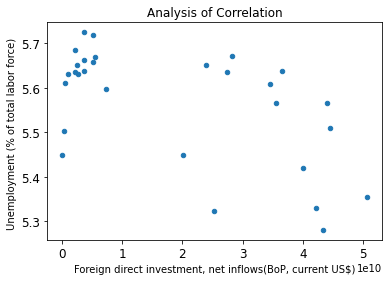 Analysis of Correlation
Unemployment (% of total labor force)
5.7
5.6
5.5
5.4
5.3
0
1
2
3
4
5
1e10
Foreign direct investment, net inflows(BoP, current US$)